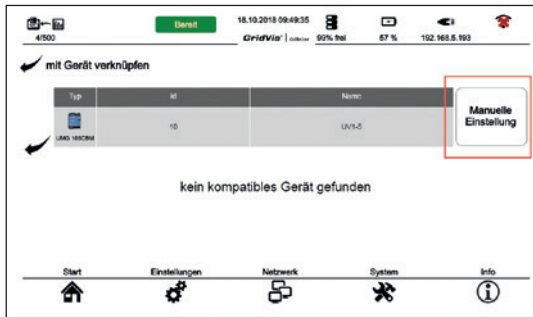 4/500
Bereit
18.10.2018 09:49:35
GridVis®
99% frei
67 %
192.168.5.193
mit Gerät verknüpfen
Typ Id Name
UMG 103CBM 10 UV1-5
Manuelle
Einstellung
kein kompatibles Gerät gefunden
Start Einstellungen Netzwerk System Info